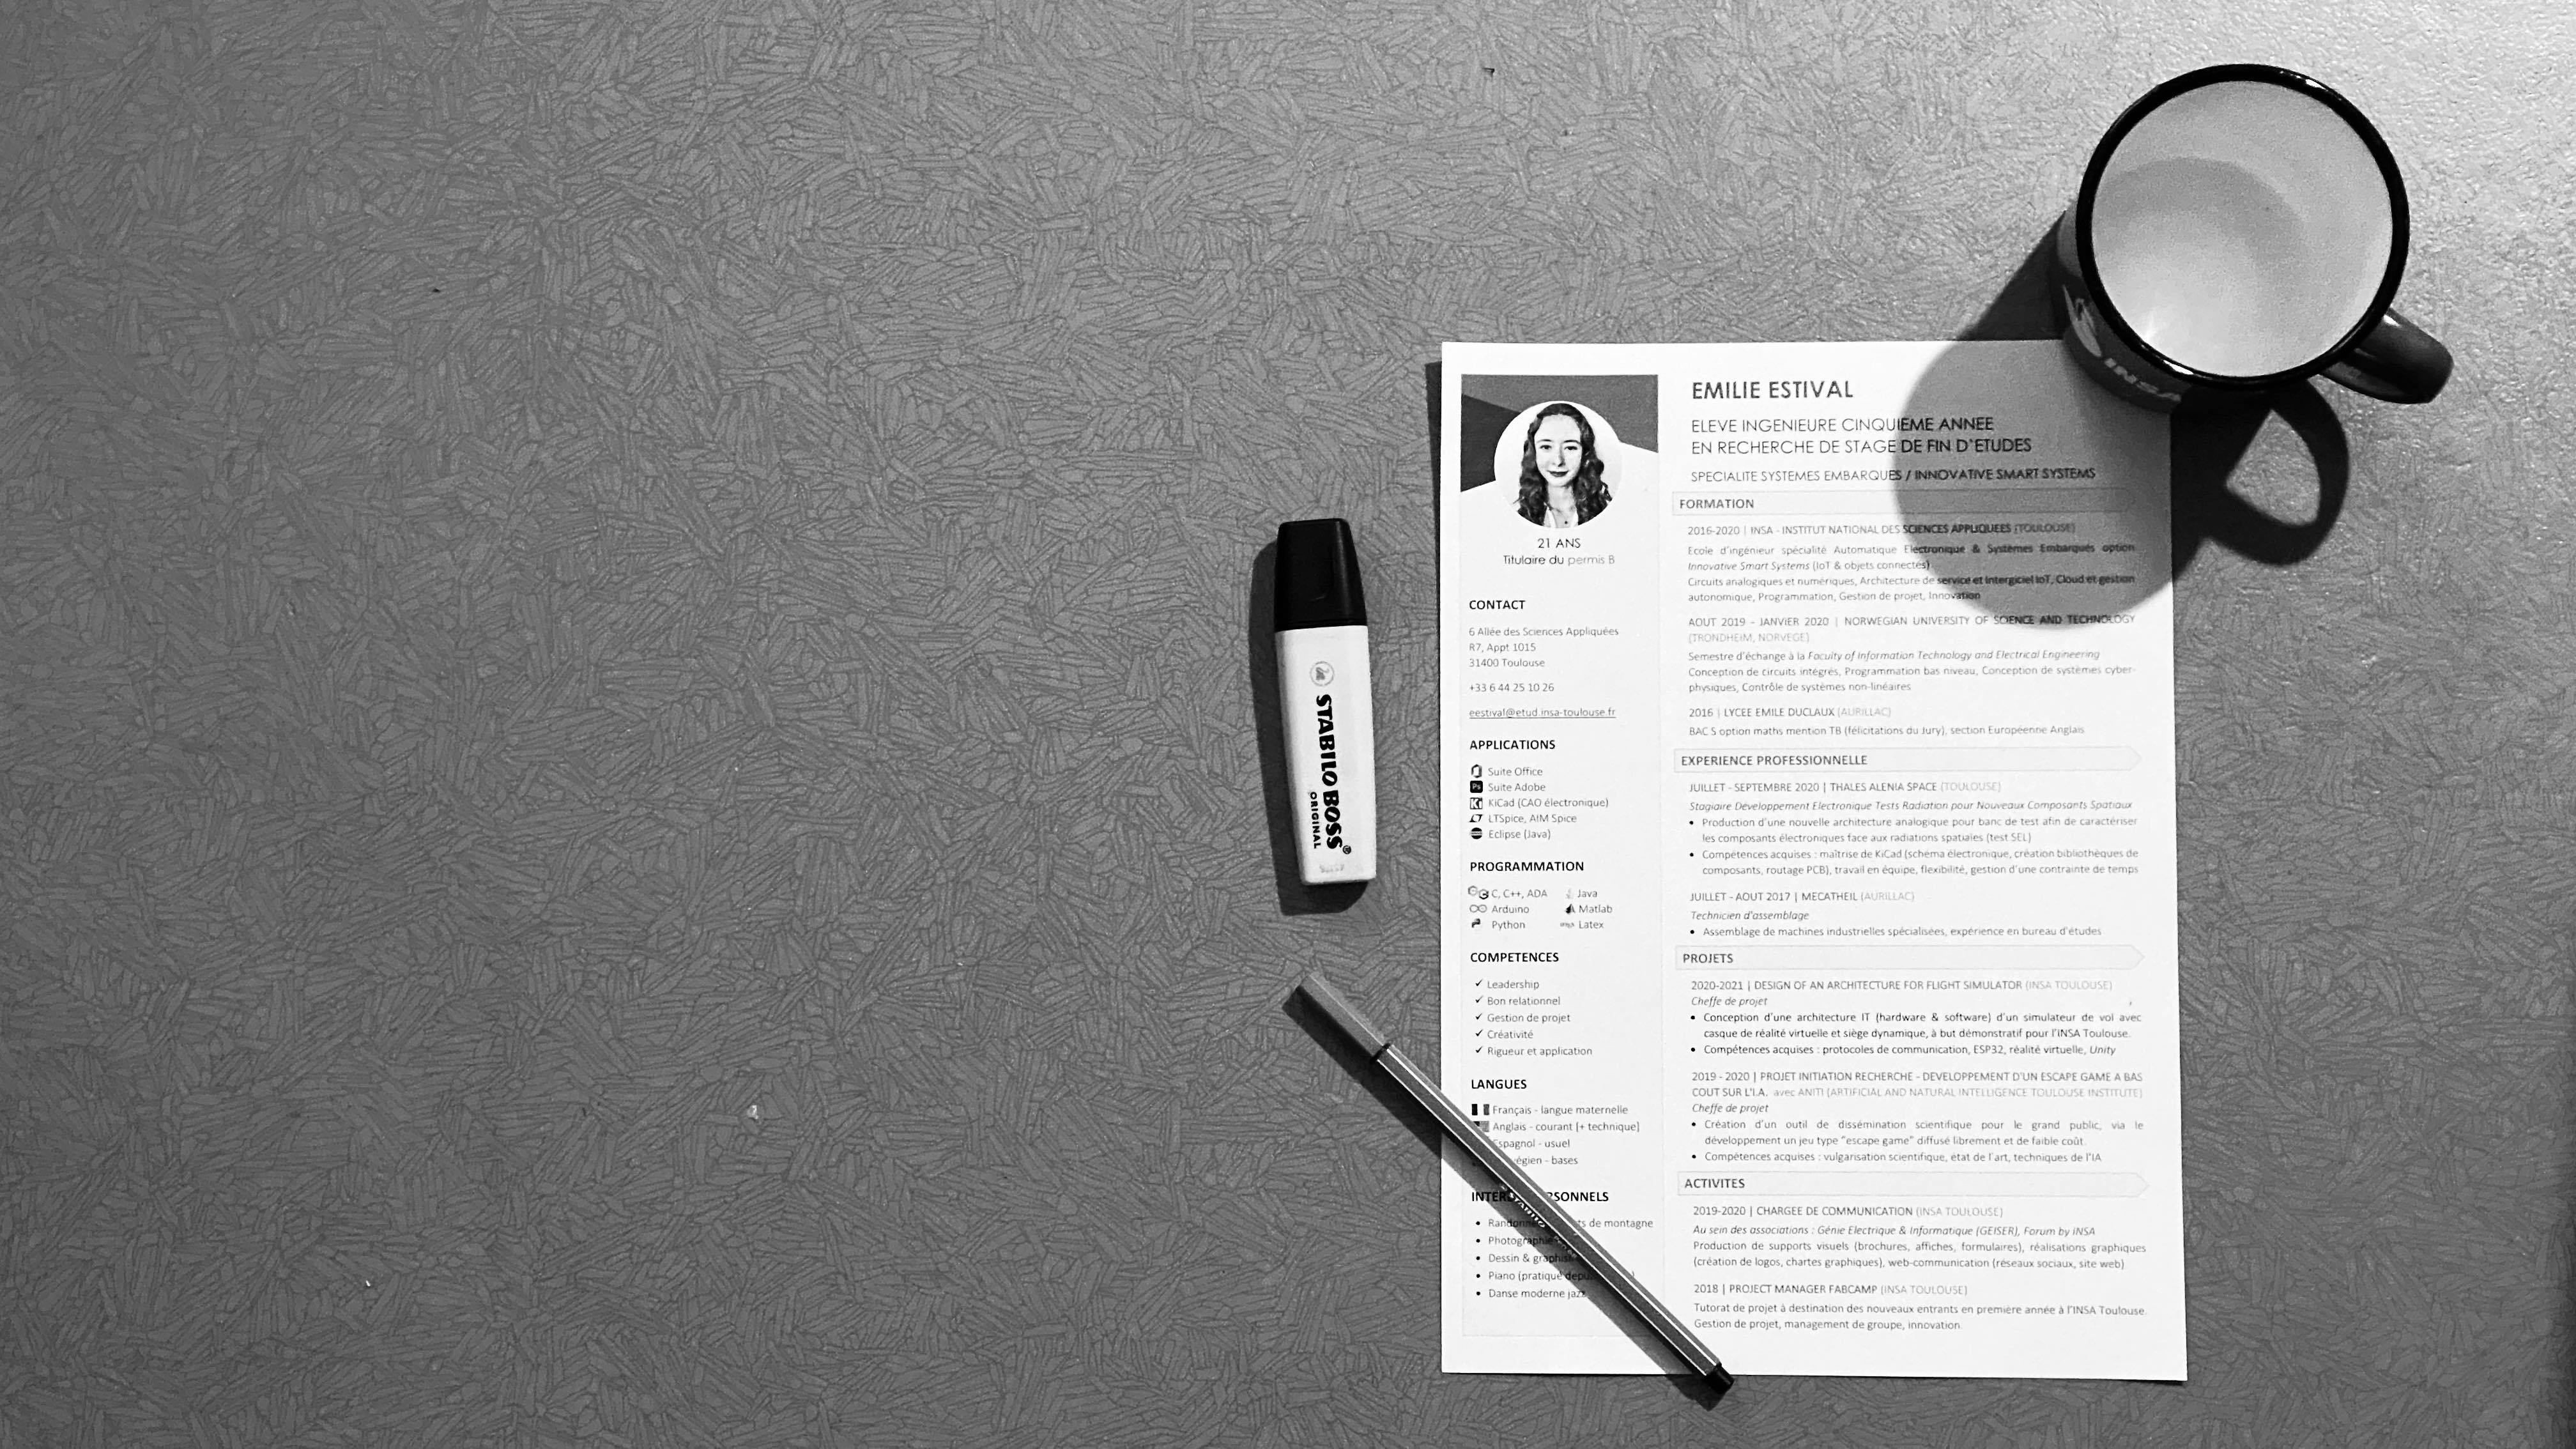 INSA
STABILO BOSS®
ORIGINAL
EMILIE ESTIVAL
ELEVE INGENIEURE CINQUIEME ANNEE
EN RECHERCHE DE STAGE DE FIN D'ETUDES
SPECIALITE SYSTEMES EMBARQUES / INNOVATIVE SMART SYSTEMS
21 ANS
Titulaire du permis B
CONTACT
6 Allée des Sciences Appliquées
R7, Appt 1015
31400 Toulouse
+33 6 44 25 10 26
eestival@etud.insa-toulouse.fr
APPLICATIONS
Suite Office
Ps Suite Adobe
Ki KiCad (CAO électronique)
LTSpice, AIM Spice
Eclipse (Java)
PROGRAMMATION
C, C++, ADA Java
Arduino Matlab
Python Latex
COMPETENCES
✓ Leadership
✓ Bon relationnel
✓ Gestion de projet
✓ Créativité
✓ Rigueur et application
LANGUES
Français - langue maternelle
Anglais - courant [+ technique]
Espagnol - usuel
- bases
• de montagne
• Photographie
• Dessin &
• Piano (pratique
• Danse moderne jazz
FORMATION
2016-2020 | INSA - INSTITUT NATIONAL DES SCIENCES APPLIQUEES (TOULOUSE)
Ecole d'ingénieur spécialité Automatique Electronique & Systèmes Embarqués option
Innovative Smart Systems (IoT & objets connectés)
Circuits analogiques et numériques, Architecture de service et Intergiciel IoT, Cloud et gestion
autonomique, Programmation, Gestion de projet, Innovation
AOUT 2019 - JANVIER 2020 | NORWEGIAN UNIVERSITY OF SCIENCE AND TECHNOLOGY
(TRONDHEIM, NORVEGE)
Semestre d'échange à la Faculty of Information Technology and Electrical Engineering
Conception de circuits intégrés, Programmation bas niveau, Conception de systèmes cyber-
physiques, Contrôle de systèmes non-linéaires
2016 | LYCEE EMILE DUCLAUX (AURILLAC)
BAC S option maths mention TB (félicitations du Jury), section Européenne Anglais
EXPERIENCE PROFESSIONNELLE
JUILLET - SEPTEMBRE 2020 | THALES ALENIA SPACE (TOULOUSE)
Stagiaire Développement Electronique Tests Radiation pour Nouveaux Composants Spatiaux
• Production d'une nouvelle architecture analogique pour banc de test afin de caractériser
les composants électroniques face aux radiations spatiales (test SEL)
• Compétences acquises : maîtrise de KiCad (schéma électronique, création bibliothèques de
composants, routage PCB), travail en équipe, flexibilité, gestion d'une contrainte de temps
JUILLET - AOUT 2017 | MECATHEIL (AURILLAC)
Technicien d'assemblage
• Assemblage de machines industrielles spécialisées, expérience en bureau d'études
PROJETS
2020-2021 | DESIGN OF AN ARCHITECTURE FOR FLIGHT SIMULATOR (INSA TOULOUSE)
Cheffe de projet
• Conception d'une architecture IT (hardware & software) d'un simulateur de vol avec
casque de réalité virtuelle et siège dynamique, à but démonstratif pour l'INSA Toulouse.
• Compétences acquises : protocoles de communication, ESP32, réalité virtuelle, Unity
2019 - 2020 | PROJET INITIATION RECHERCHE - DEVELOPPEMENT D'UN ESCAPE GAME A BAS
COUT SUR L'I.A. avec ANITI (ARTIFICIAL AND NATURAL INTELLIGENCE TOULOUSE INSTITUTE)
Cheffe de projet
• Création d'un outil de dissémination scientifique pour le grand public, via le
développement un jeu type "escape game" diffusé librement et de faible coût
• Compétences acquises : vulgarisation scientifique, état de l'art, techniques de l'IA
ACTIVITES
2019-2020 | CHARGEE DE COMMUNICATION (INSA TOULOUSE)
Au sein des associations : Génie Electrique & Informatique (GEISER), Forum by INSA
Production de supports visuels (brochures, affiches, formulaires), réalisations graphiques
(création de logos, chartes graphiques), web-communication (réseaux sociaux, site web)
2018 | PROJECT MANAGER FABCAMP (INSA TOULOUSE)
Tutorat de projet à destination des nouveaux entrants en première année à l'INSA Toulouse.
Gestion de projet, management de groupe, innovation